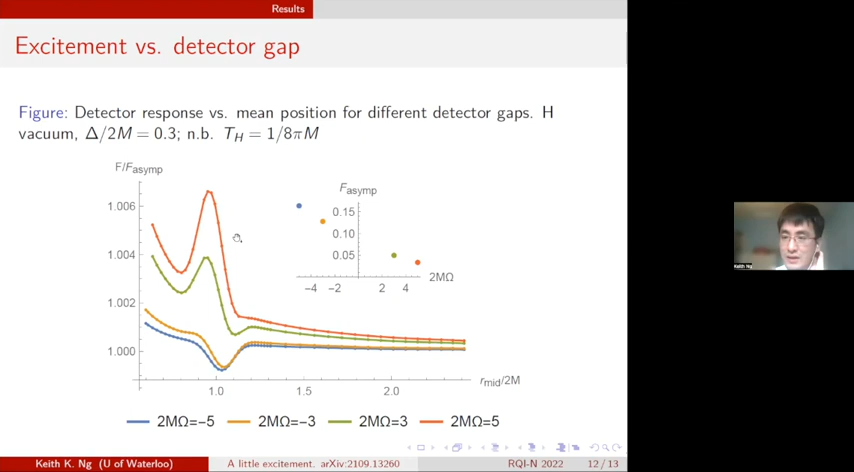 Results
Excitement vs. detector gap
Figure: Detector response vs. mean position for different detector gaps. H
vacuum, Δ/2M = 0.3; n.b. T_H = 1/8πM
F/F_asymp
1.006
1.004
1.002
1.000
1.0
1.5
2.0
r_mid/2M
F_asymp
0.15
0.10
0.05
-4
-2
2
4
2MΩ
2MΩ=-5
2MΩ=-3
2MΩ=3
2MΩ=5
Keith K. Ng (U of Waterloo)
A little excitement. arXiv:2109.13260
RQI-N 2022
12 / 13
Keith Ng